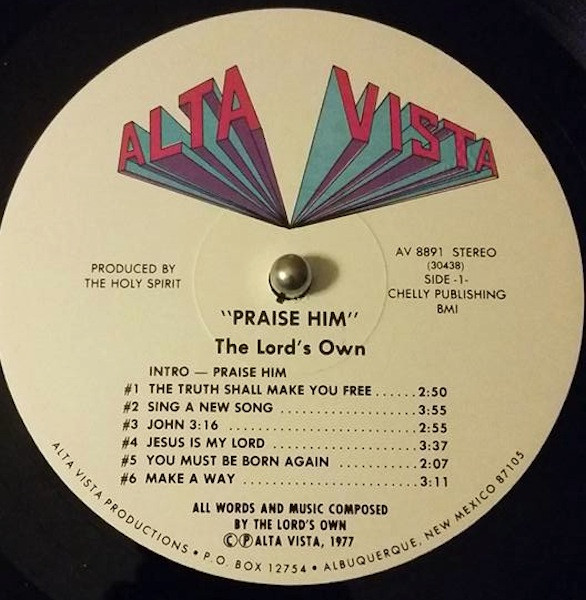 ALTA VISTA
PRODUCED BY
THE HOLY SPIRIT
AV 8891 STEREO
(30438)
SIDE -1-
CHELLY PUBLISHING
BMI
"PRAISE HIM"
The Lord's Own
INTRO — PRAISE HIM
#1 THE TRUTH SHALL MAKE YOU FREE......2:50
#2 SING A NEW SONG ....................3:55
#3 JOHN 3:16 ..........................2:55
#4 JESUS IS MY LORD ...................3:37
#5 YOU MUST BE BORN AGAIN .............2:07
#6 MAKE A WAY .........................3:11
ALL WORDS AND MUSIC COMPOSED
BY THE LORD'S OWN
©℗ ALTA VISTA, 1977
ALTA VISTA PRODUCTIONS • P.O. BOX 12754 • ALBUQUERQUE, NEW MEXICO 87105